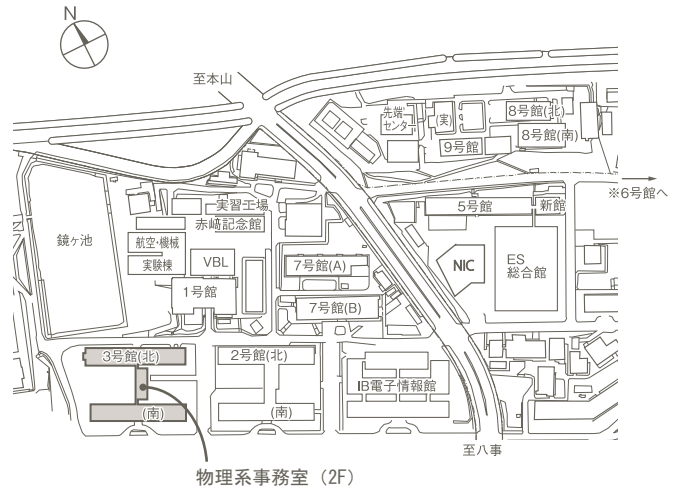 N
至本山
先端
センター
(実)
8号館(北)
8号館(南)
9号館
※6号館へ
実習工場
赤﨑記念館
5号館
新館
鏡ヶ池
航空・機械
実験棟
VBL
7号館(A)
NIC
ES
総合館
1号館
7号館(B)
3号館(北)
2号館(北)
IB電子情報館
(南)
(南)
至八事
物理系事務室（2F）